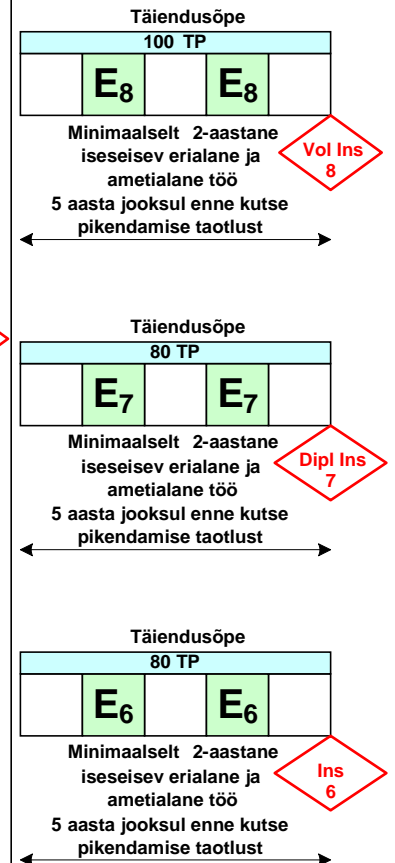 Täiendusõpe
100 TP
E8 E8
Minimaalselt 2-aastane
iseseisev erialane ja
ametialane töö
5 aasta jooksul enne kutse
pikendamise taotlust
Vol Ins
8
Täiendusõpe
80 TP
E7 E7
Minimaalselt 2-aastane
iseseisev erialane ja
ametialane töö
5 aasta jooksul enne kutse
pikendamise taotlust
Dipl Ins
7
Täiendusõpe
80 TP
E6 E6
Minimaalselt 2-aastane
iseseisev erialane ja
ametialane töö
5 aasta jooksul enne kutse
pikendamise taotlust
Ins
6